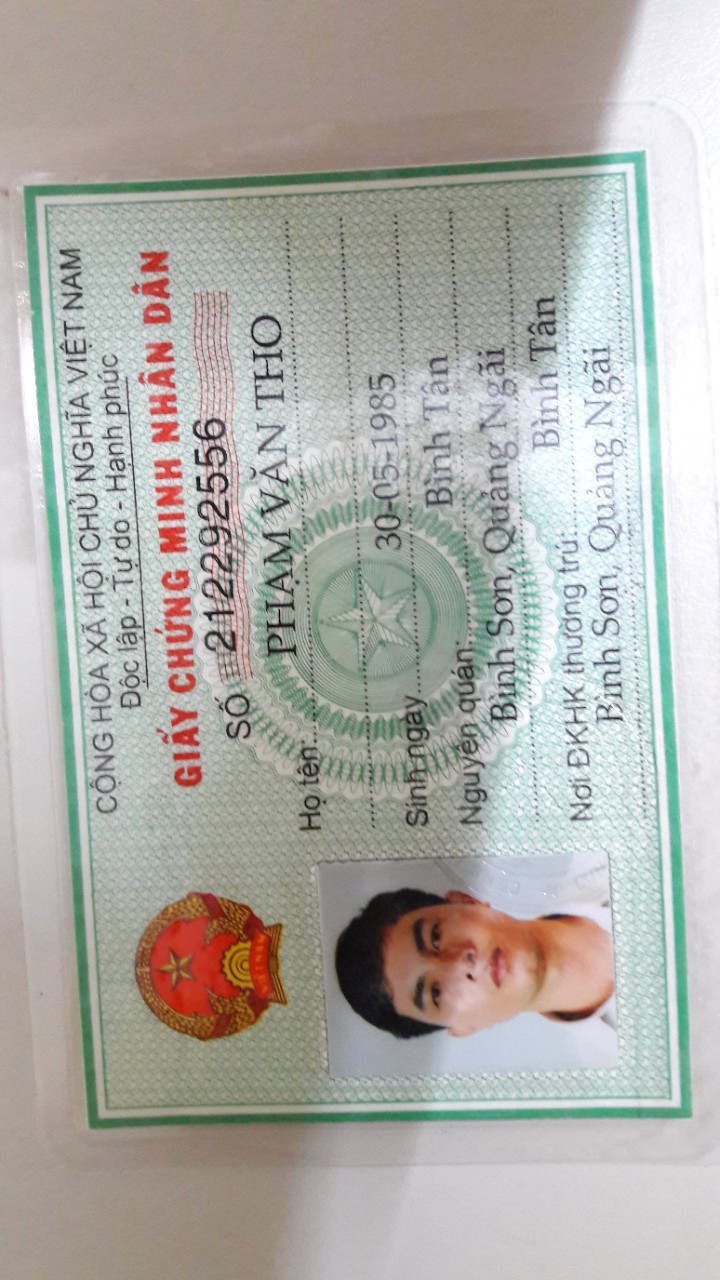 CỘNG HÒA XÃ HỘI CHỦ NGHĨA VIỆT NAM
Độc lập - Tự do - Hạnh phúc
GIẤY CHỨNG MINH NHÂN DÂN
SỐ 212292556
Họ tên: PHẠM VĂN THO
Sinh ngày 30-05-1985
Nguyên quán: Bình Tân
Bình Sơn, Quảng Ngãi
Nơi ĐKHK thường trú: Bình Tân
Bình Sơn, Quảng Ngãi
VIỆT NAM